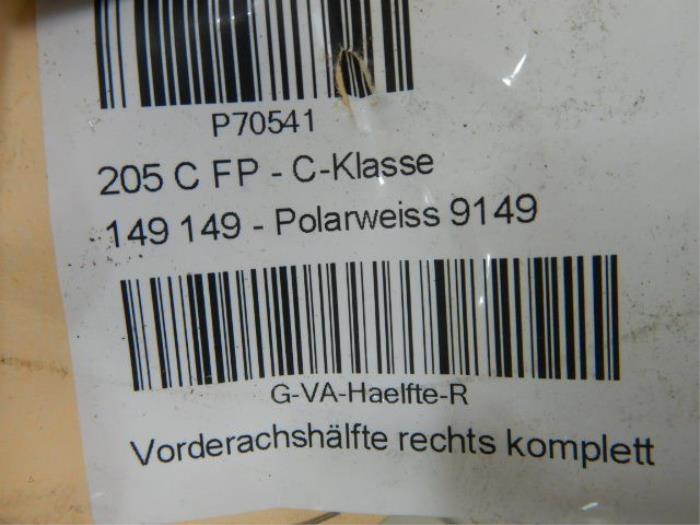 P70541
205 C FP - C-Klasse
149 149 - Polarweiss 9149
G-VA-Haelfte-R
Vorderachshälfte rechts komplett